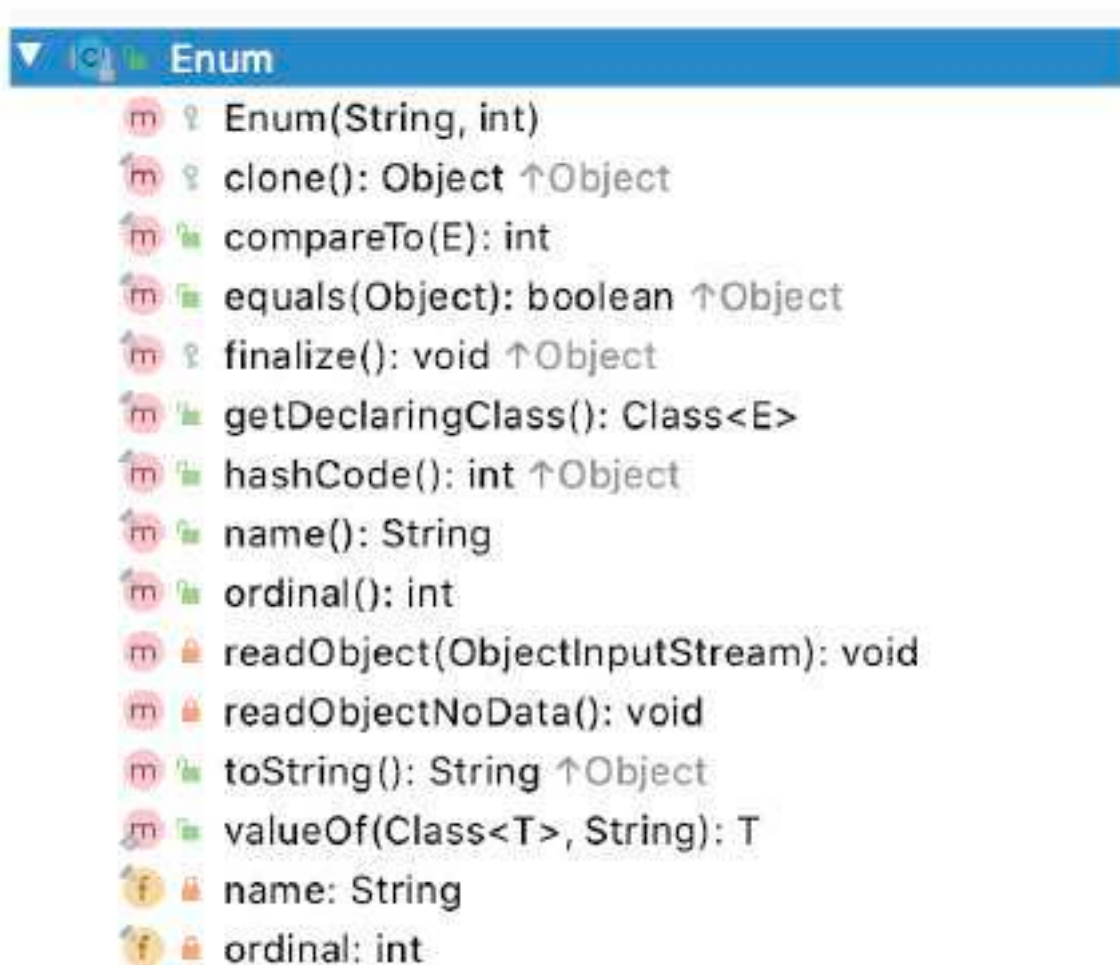 Enum
Enum(String, int)
clone(): Object ↑Object
compareTo(E): int
equals(Object): boolean ↑Object
finalize(): void ↑Object
getDeclaringClass(): Class<E>
hashCode(): int ↑Object
name(): String
ordinal(): int
readObject(ObjectInputStream): void
readObjectNoData(): void
toString(): String ↑Object
valueOf(Class<T>, String): T
name: String
ordinal: int